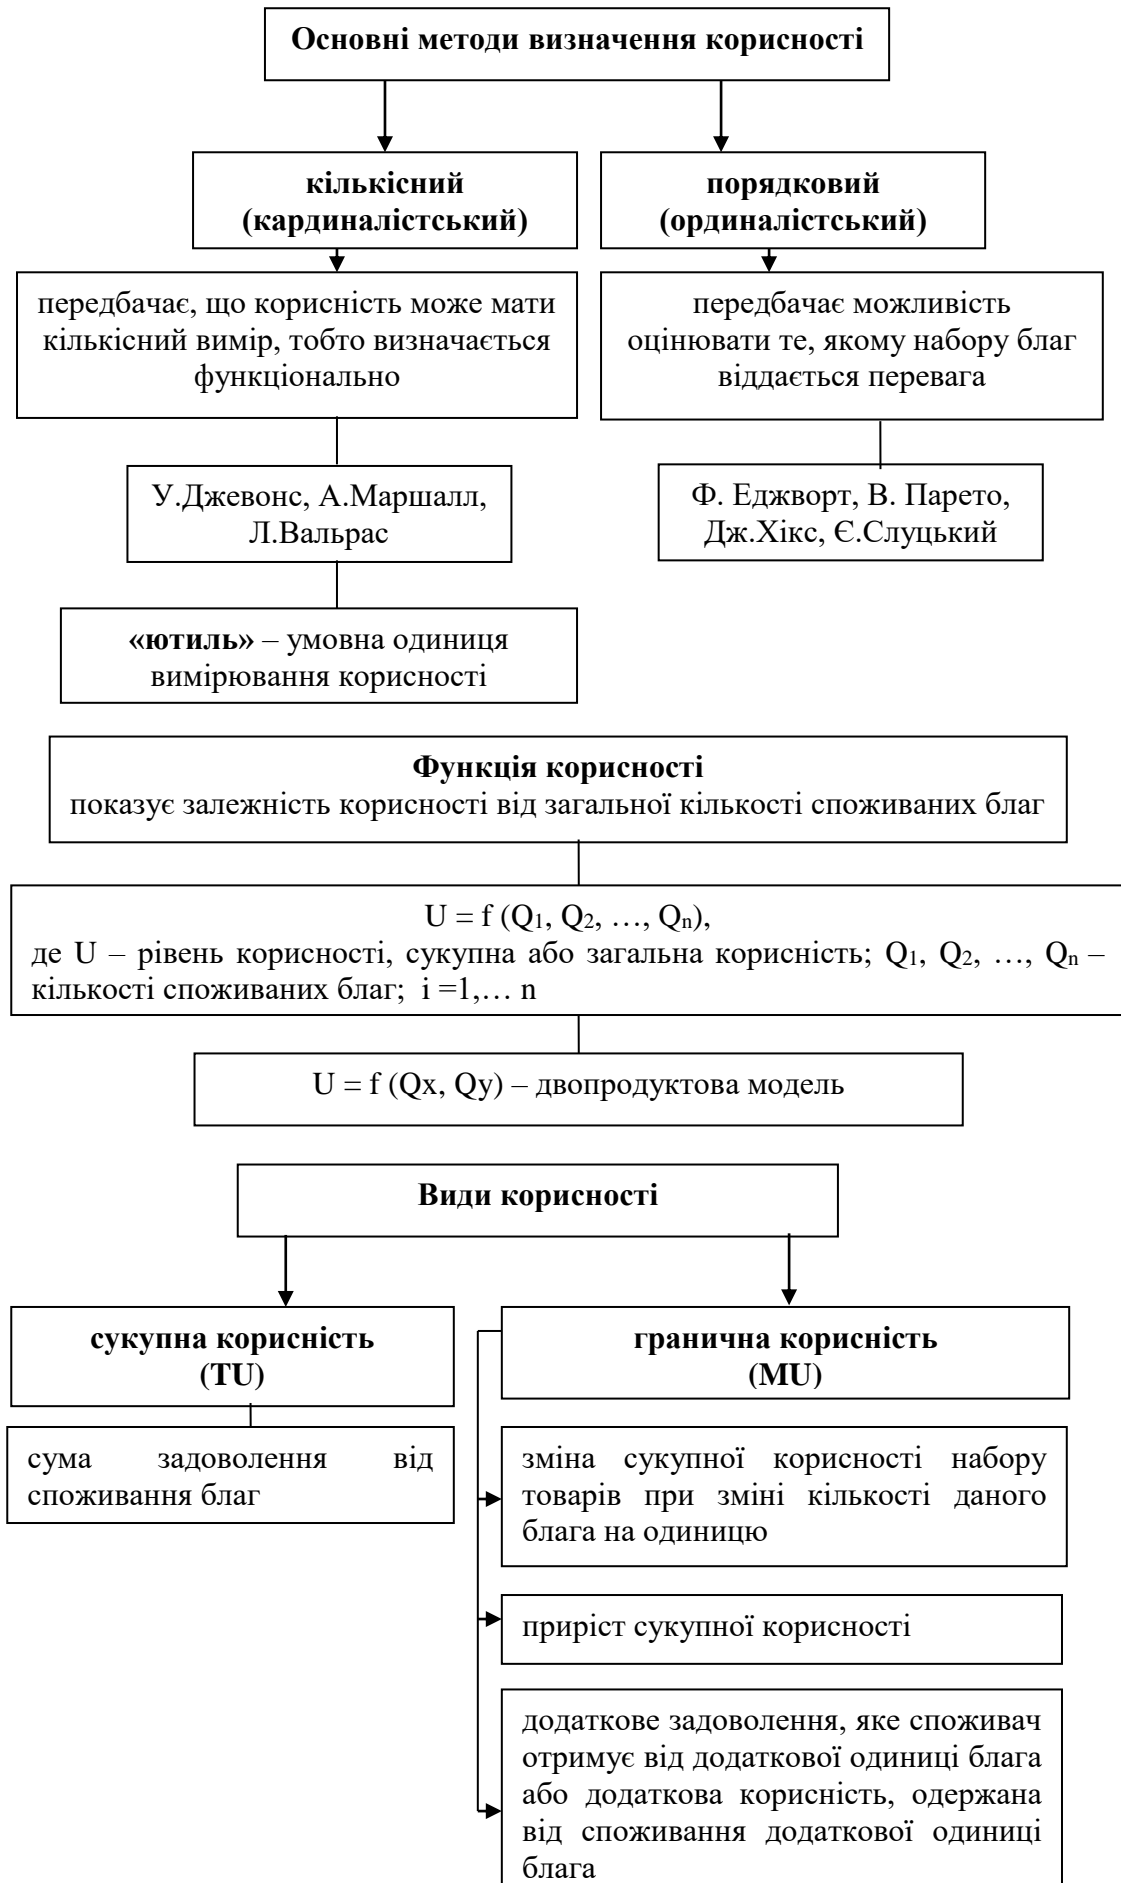 Основні методи визначення корисності
кількісний
(кардиналістський)
передбачає, що корисність може мати
кількісний вимір, тобто визначається
функціонально
У.Джевонс, А.Маршалл,
Л.Вальрас
«ютиль» – умовна одиниця
вимірювання корисності
порядковий
(ординалістський)
передбачає можливість
оцінювати те, якому набору благ
віддається перевага
Ф. Еджворт, В. Парето,
Дж.Хікс, Є.Слуцький
Функція корисності
показує залежність корисності від загальної кількості споживаних благ
U = f (Q1, Q2, …, Qn),
де U – рівень корисності, сукупна або загальна корисність; Q1, Q2, …, Qn –
кількості споживаних благ; i =1,… n
U = f (Qx, Qy) – двопродуктова модель
Види корисності
сукупна корисність
(TU)
сума задоволення від
споживання благ
гранична корисність
(MU)
зміна сукупної корисності набору
товарів при зміні кількості даного
блага на одиницю
приріст сукупної корисності
додаткове задоволення, яке споживач
отримує від додаткової одиниці блага
або додаткова корисність, одержана
від споживання додаткової одиниці
блага